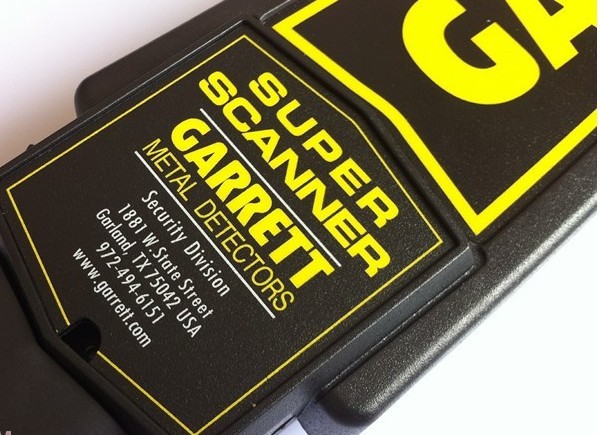 SUPER
SCANNER
GARRETT
METAL DETECTORS
Security Division
1881 W. State Street
Garland, TX 75042 USA
972-494-6151
www.garrett.com
GA